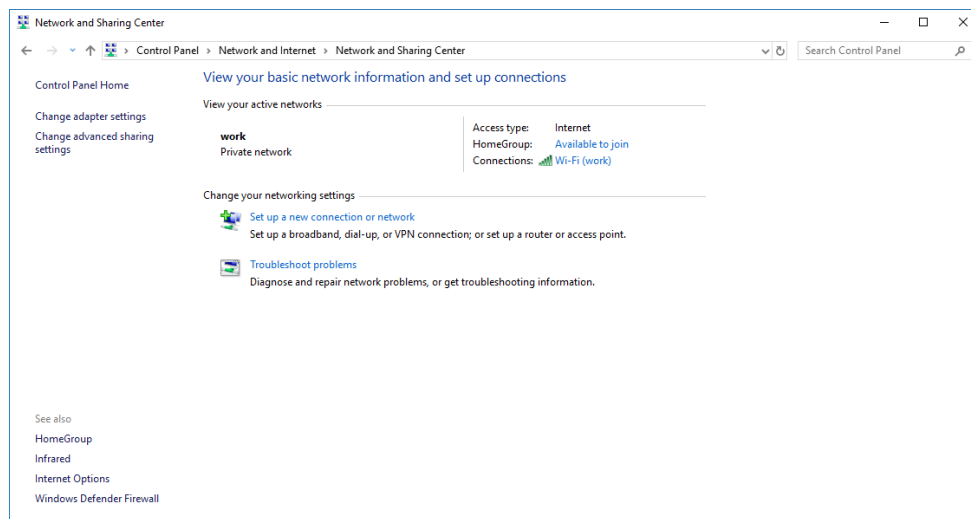 Network and Sharing Center
Control Panel > Network and Internet > Network and Sharing Center
Search Control Panel
Control Panel Home
Change adapter settings
Change advanced sharing
settings
View your basic network information and set up connections
View your active networks
work
Private network
Access type: Internet
HomeGroup: Available to join
Connections: Wi-Fi (work)
Change your networking settings
Set up a new connection or network
Set up a broadband, dial-up, or VPN connection; or set up a router or access point.
Troubleshoot problems
Diagnose and repair network problems, or get troubleshooting information.
See also
HomeGroup
Infrared
Internet Options
Windows Defender Firewall